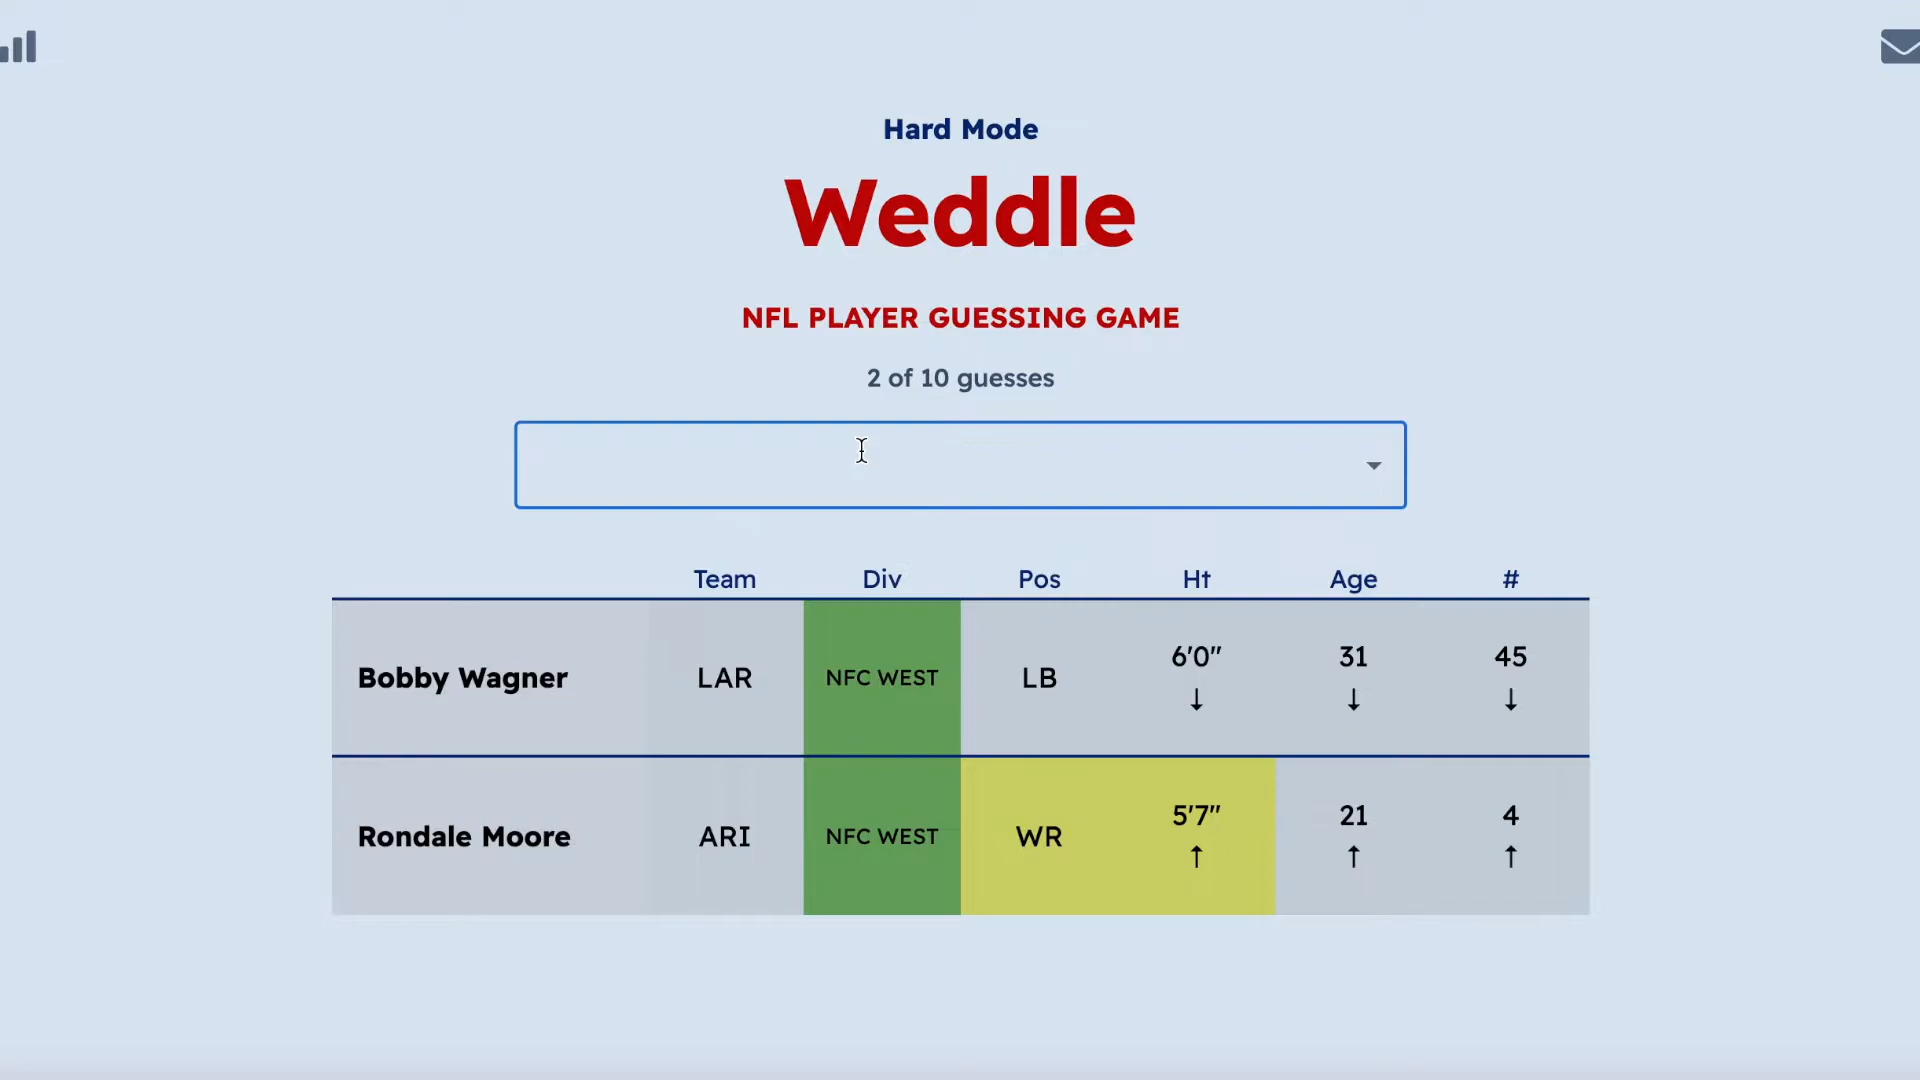 Hard Mode
Weddle
NFL PLAYER GUESSING GAME
2 of 10 guesses
Team Div Pos Ht Age #
Bobby Wagner LAR NFC WEST LB 6'0" 31 45
↓ ↓ ↓
Rondale Moore ARI NFC WEST WR 5'7" 21 4
↑ ↑ ↑